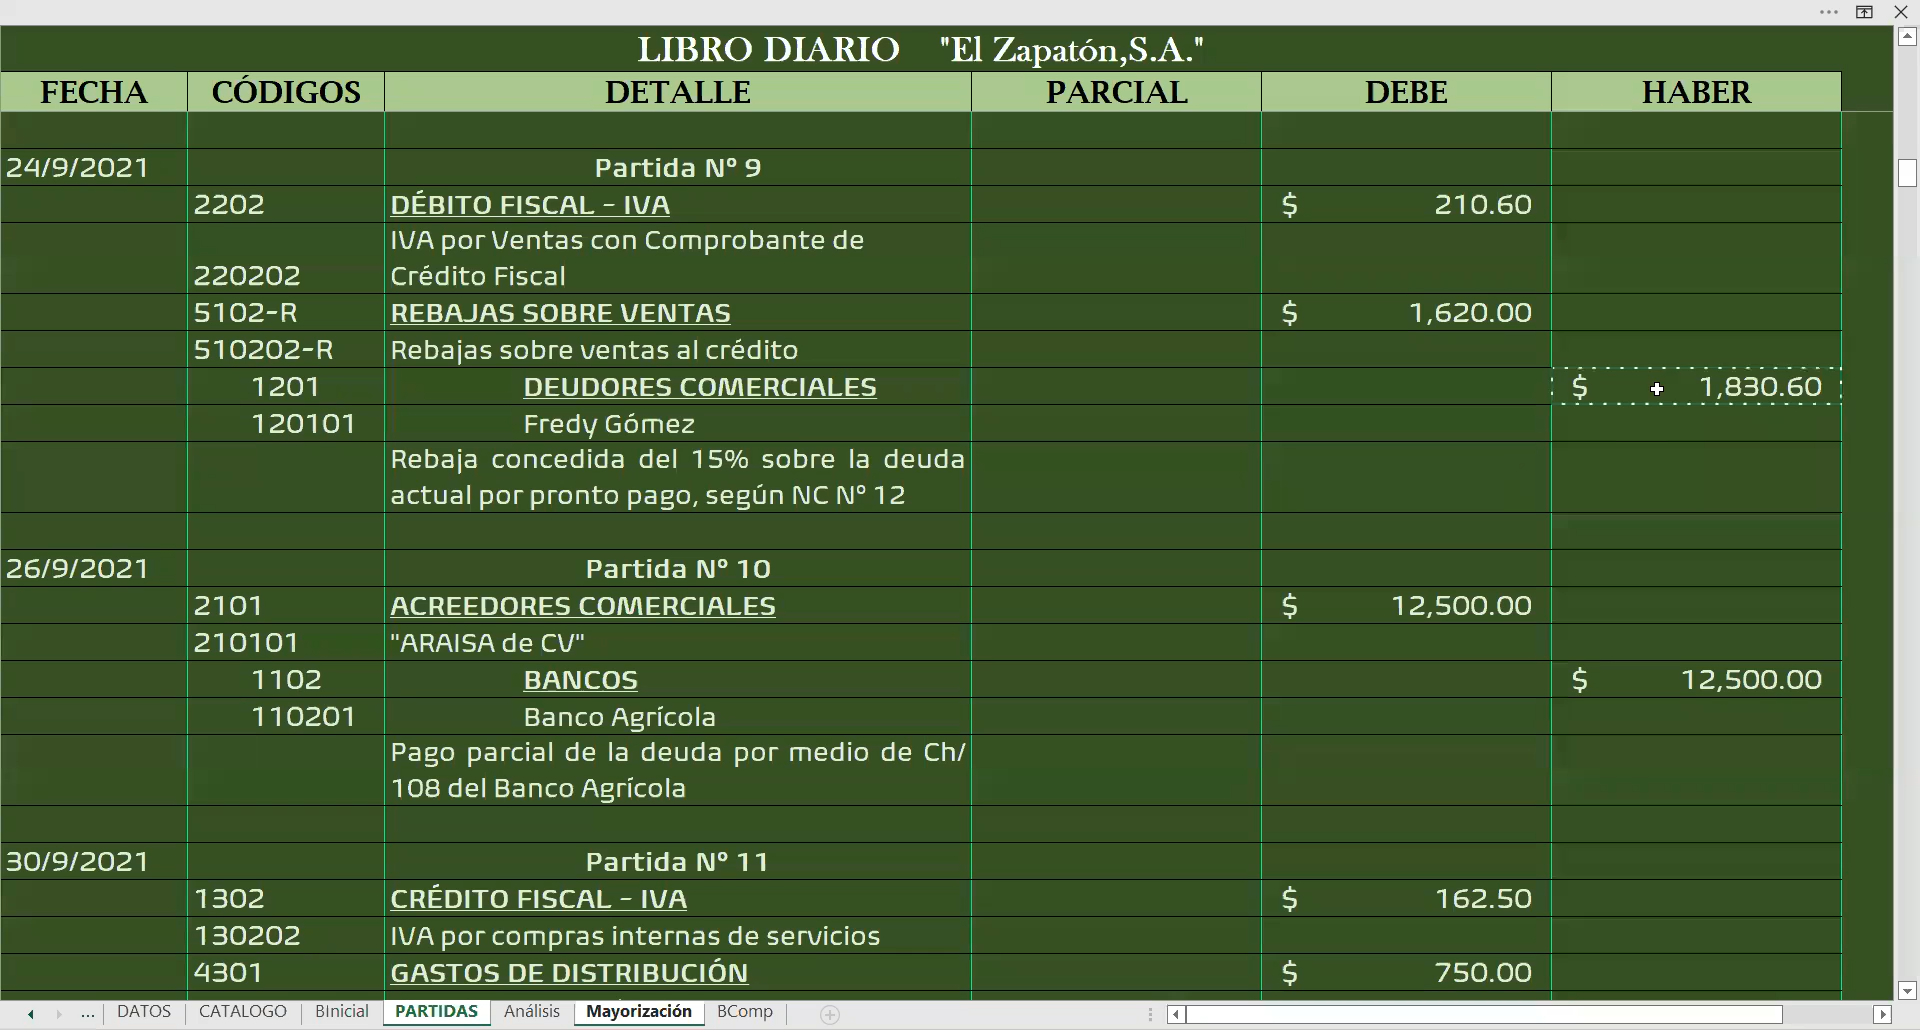 LIBRO DIARIO "El Zapatón,S.A."
FECHA CÓDIGOS DETALLE PARCIAL DEBE HABER
24/9/2021 Partida Nº 9
2202 DÉBITO FISCAL - IVA $ 210.60
IVA por Ventas con Comprobante de
220202 Crédito Fiscal
5102-R REBAJAS SOBRE VENTAS $ 1,620.00
510202-R Rebajas sobre ventas al crédito
1201 DEUDORES COMERCIALES $ 1,830.60
120101 Fredy Gómez
Rebaja concedida del 15% sobre la deuda
actual por pronto pago, según NC Nº 12
26/9/2021 Partida Nº 10
2101 ACREEDORES COMERCIALES $ 12,500.00
210101 "ARAISA de CV"
1102 BANCOS $ 12,500.00
110201 Banco Agrícola
Pago parcial de la deuda por medio de Ch/
108 del Banco Agrícola
30/9/2021 Partida Nº 11
1302 CRÉDITO FISCAL - IVA $ 162.50
130202 IVA por compras internas de servicios
4301 GASTOS DE DISTRIBUCIÓN $ 750.00
... DATOS CATALOGO BInicial PARTIDAS Análisis Mayorización BComp